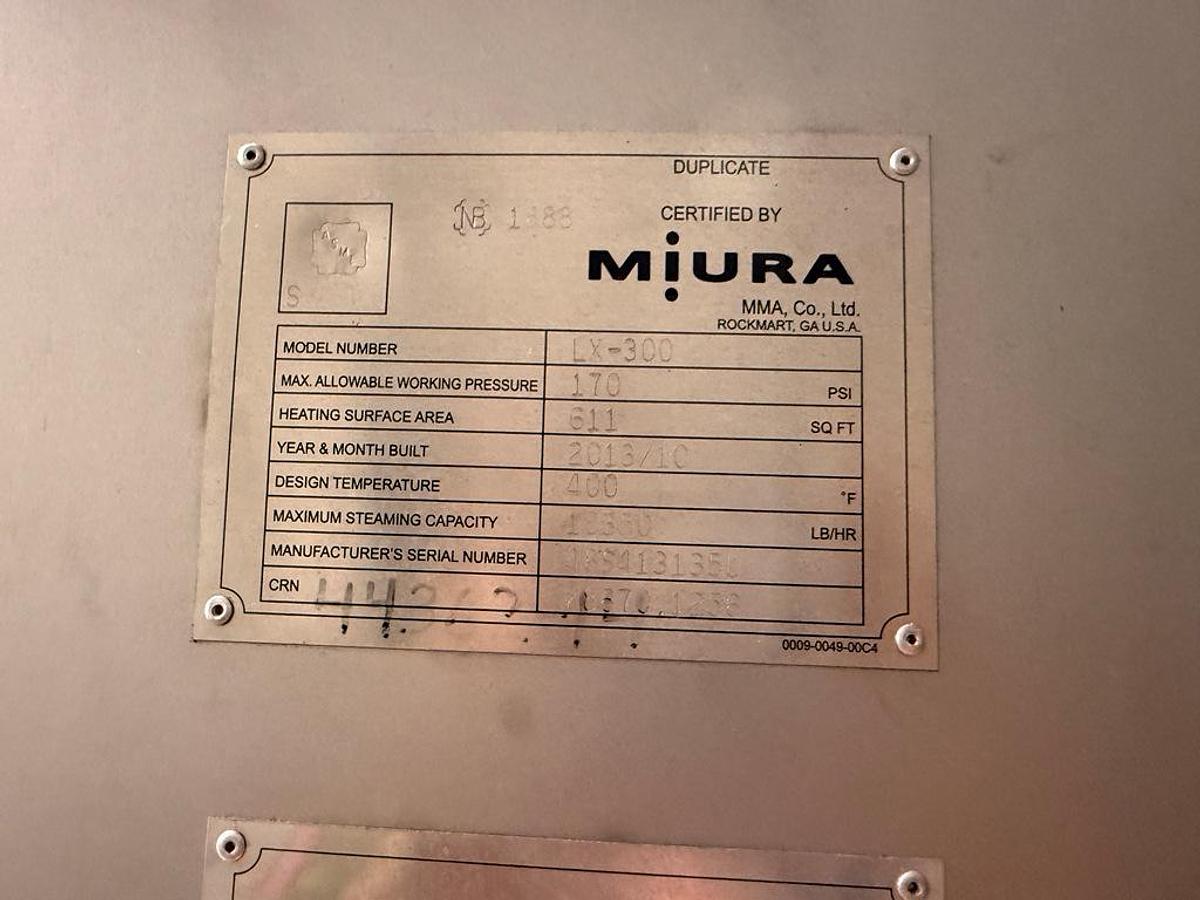 DUPLICATE
NB
CERTIFIED BY
MiURA
MMA, Co., Ltd.
ROCKMART, GA U.S.A.
ASME
S
MODEL NUMBER LX-300
MAX. ALLOWABLE WORKING PRESSURE 170 PSI
HEATING SURFACE AREA 611 SQ FT
YEAR & MONTH BUILT 2013/10
DESIGN TEMPERATURE 400 °F
MAXIMUM STEAMING CAPACITY LB/HR
MANUFACTURER'S SERIAL NUMBER
CRN
0009-0049-00C4